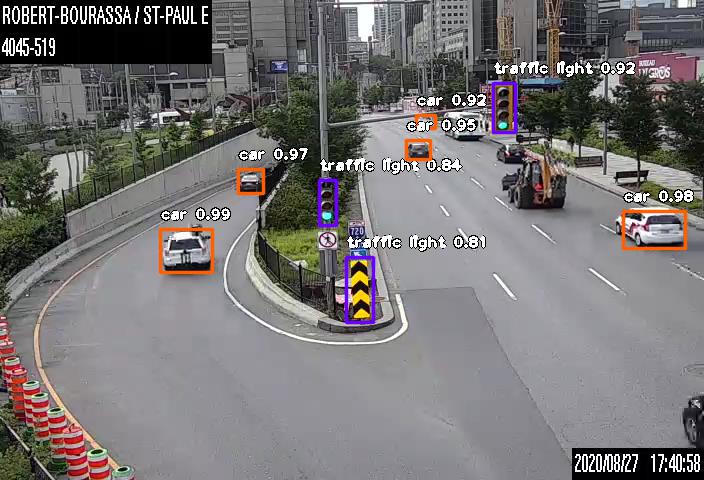 ROBERT-BOURASSA / ST-PAUL E
4045-519
traffic light 0.92
car 0.92
car 0.95
car 0.97
traffic light 0.84
car 0.98
car 0.99
720
traffic light 0.81
2020/08/27 17:40:58